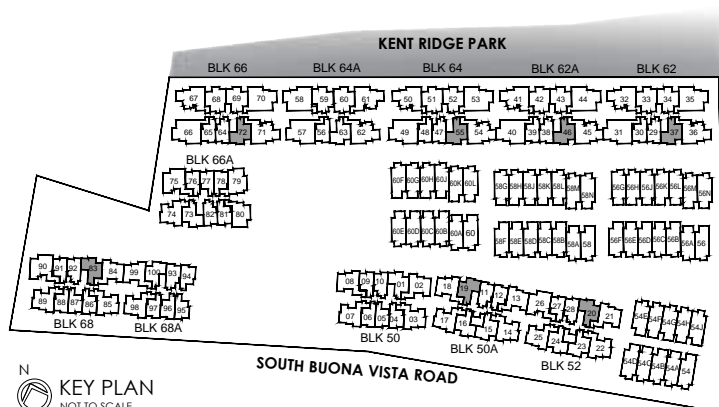 KENT RIDGE PARK
BLK 66 BLK 64A BLK 64 BLK 62A BLK 62
67 68 69 70 58 59 60 61 50 51 52 53 41 42 43 44 32 33 34 35
66 65 64 72 71 57 56 63 62 49 48 47 55 54 40 39 38 46 45 31 30 29 37 36
BLK 66A
75 76 77 78 79 60F 60G 60H 60J 60K 60L 58G 58H 58J 58K 58L 58M 58N 56G 56H 56J 56K 56L 56M 56N
74 73 82 81 80 60E 60D 60C 60B 60A 60 58F 58E 58D 58C 58B 58A 58 56F 56E 56D 56C 56B 56A 56
90 91 92 83 84 99 100 93 94 08 09 10 01 02 18 19 11 12 13 26 27 28 20 21 54E 54F 54G 54H 54J
89 88 87 86 85 98 97 96 95 07 06 05 04 03 17 16 15 14 25 24 23 22 54D 54C 54B 54A 54
BLK 68 BLK 68A BLK 50 BLK 50A BLK 52
SOUTH BUONA VISTA ROAD
N
KEY PLAN
NOT TO SCALE